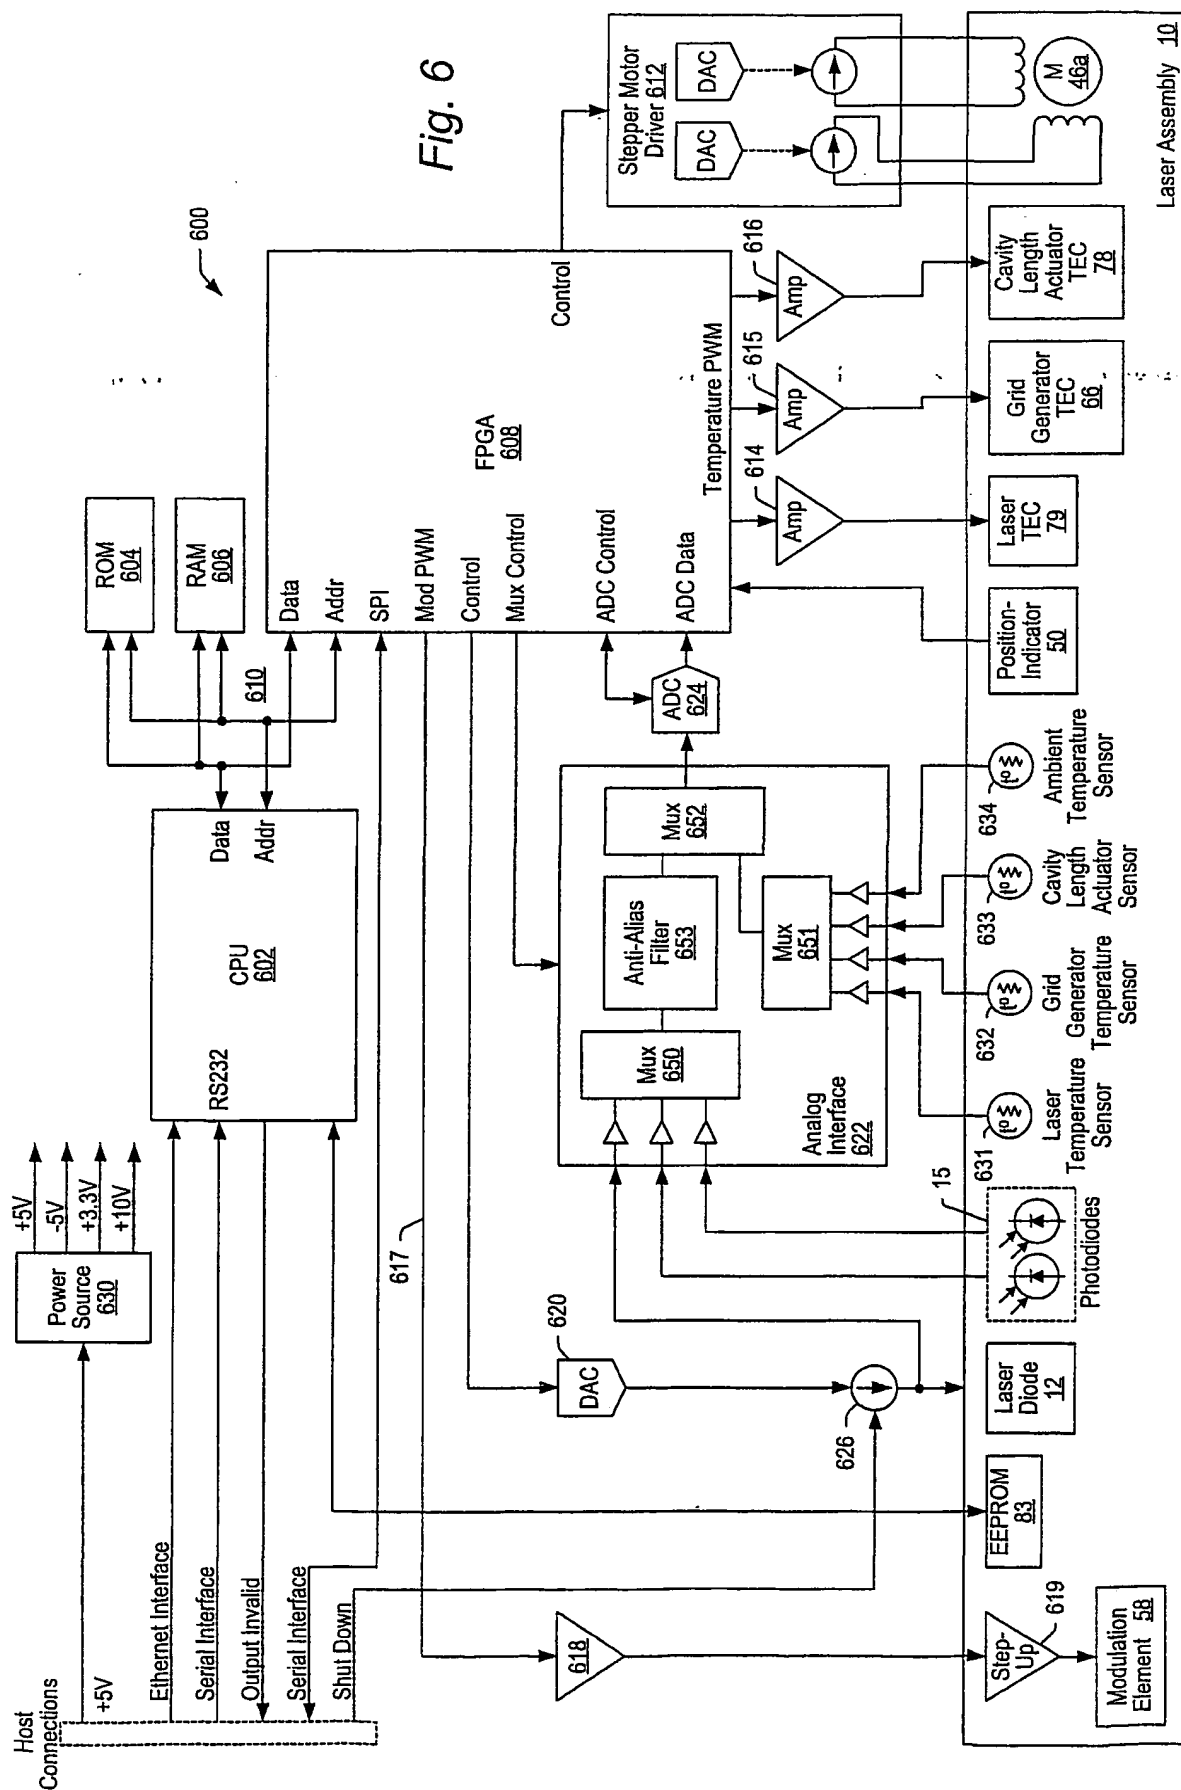 Host
Connections
+5V
Ethernet Interface
Serial Interface
Output Invalid
Serial Interface
Shut Down
Power
Source
630
+5V
-5V
+3.3V
+10V
RS232
CPU
602
Data
Addr
610
ROM
604
RAM
606
600
Fig. 6
Data
Addr
SPI
Mod PWM
Control
Mux Control
ADC Control
ADC Data
FPGA
608
Control
Temperature PWM
617
618
620
DAC
626
Analog
Interface
622
Mux
650
Anti-Alias
Filter
653
Mux
652
Mux
651
ADC
624
614
Amp
615
Amp
616
Amp
Stepper Motor
Driver 612
DAC
DAC
Step-
Up
619
Modulation
Element 58
EEPROM
83
Laser
Diode
12
15
Photodiodes
631
t°
Laser
Temperature
Sensor
632
t°
Grid
Generator
Temperature
Sensor
633
t°
Cavity
Length
Actuator
Sensor
634
t°
Ambient
Temperature
Sensor
Position-
Indicator
50
Laser
TEC
79
Grid
Generator
TEC
66
Cavity
Length
Actuator
TEC
78
M
46a
Laser Assembly 10